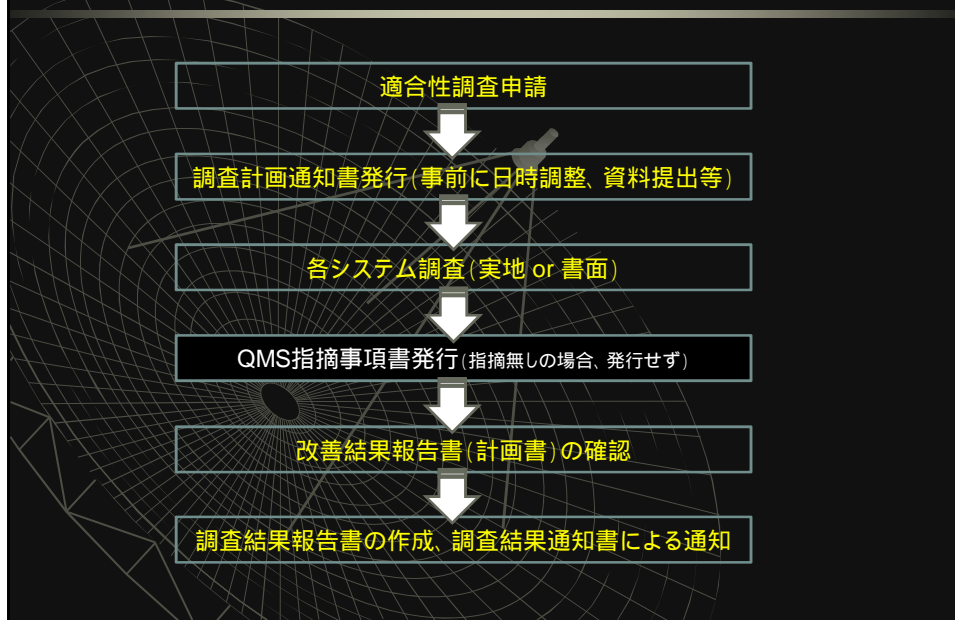 適合性調査申請
調査計画通知書発行(事前に日時調整、資料提出等)
各システム調査(実地 or 書面)
QMS指摘事項書発行(指摘無しの場合、発行せず)
改善結果報告書(計画書)の確認
調査結果報告書の作成、調査結果通知書による通知